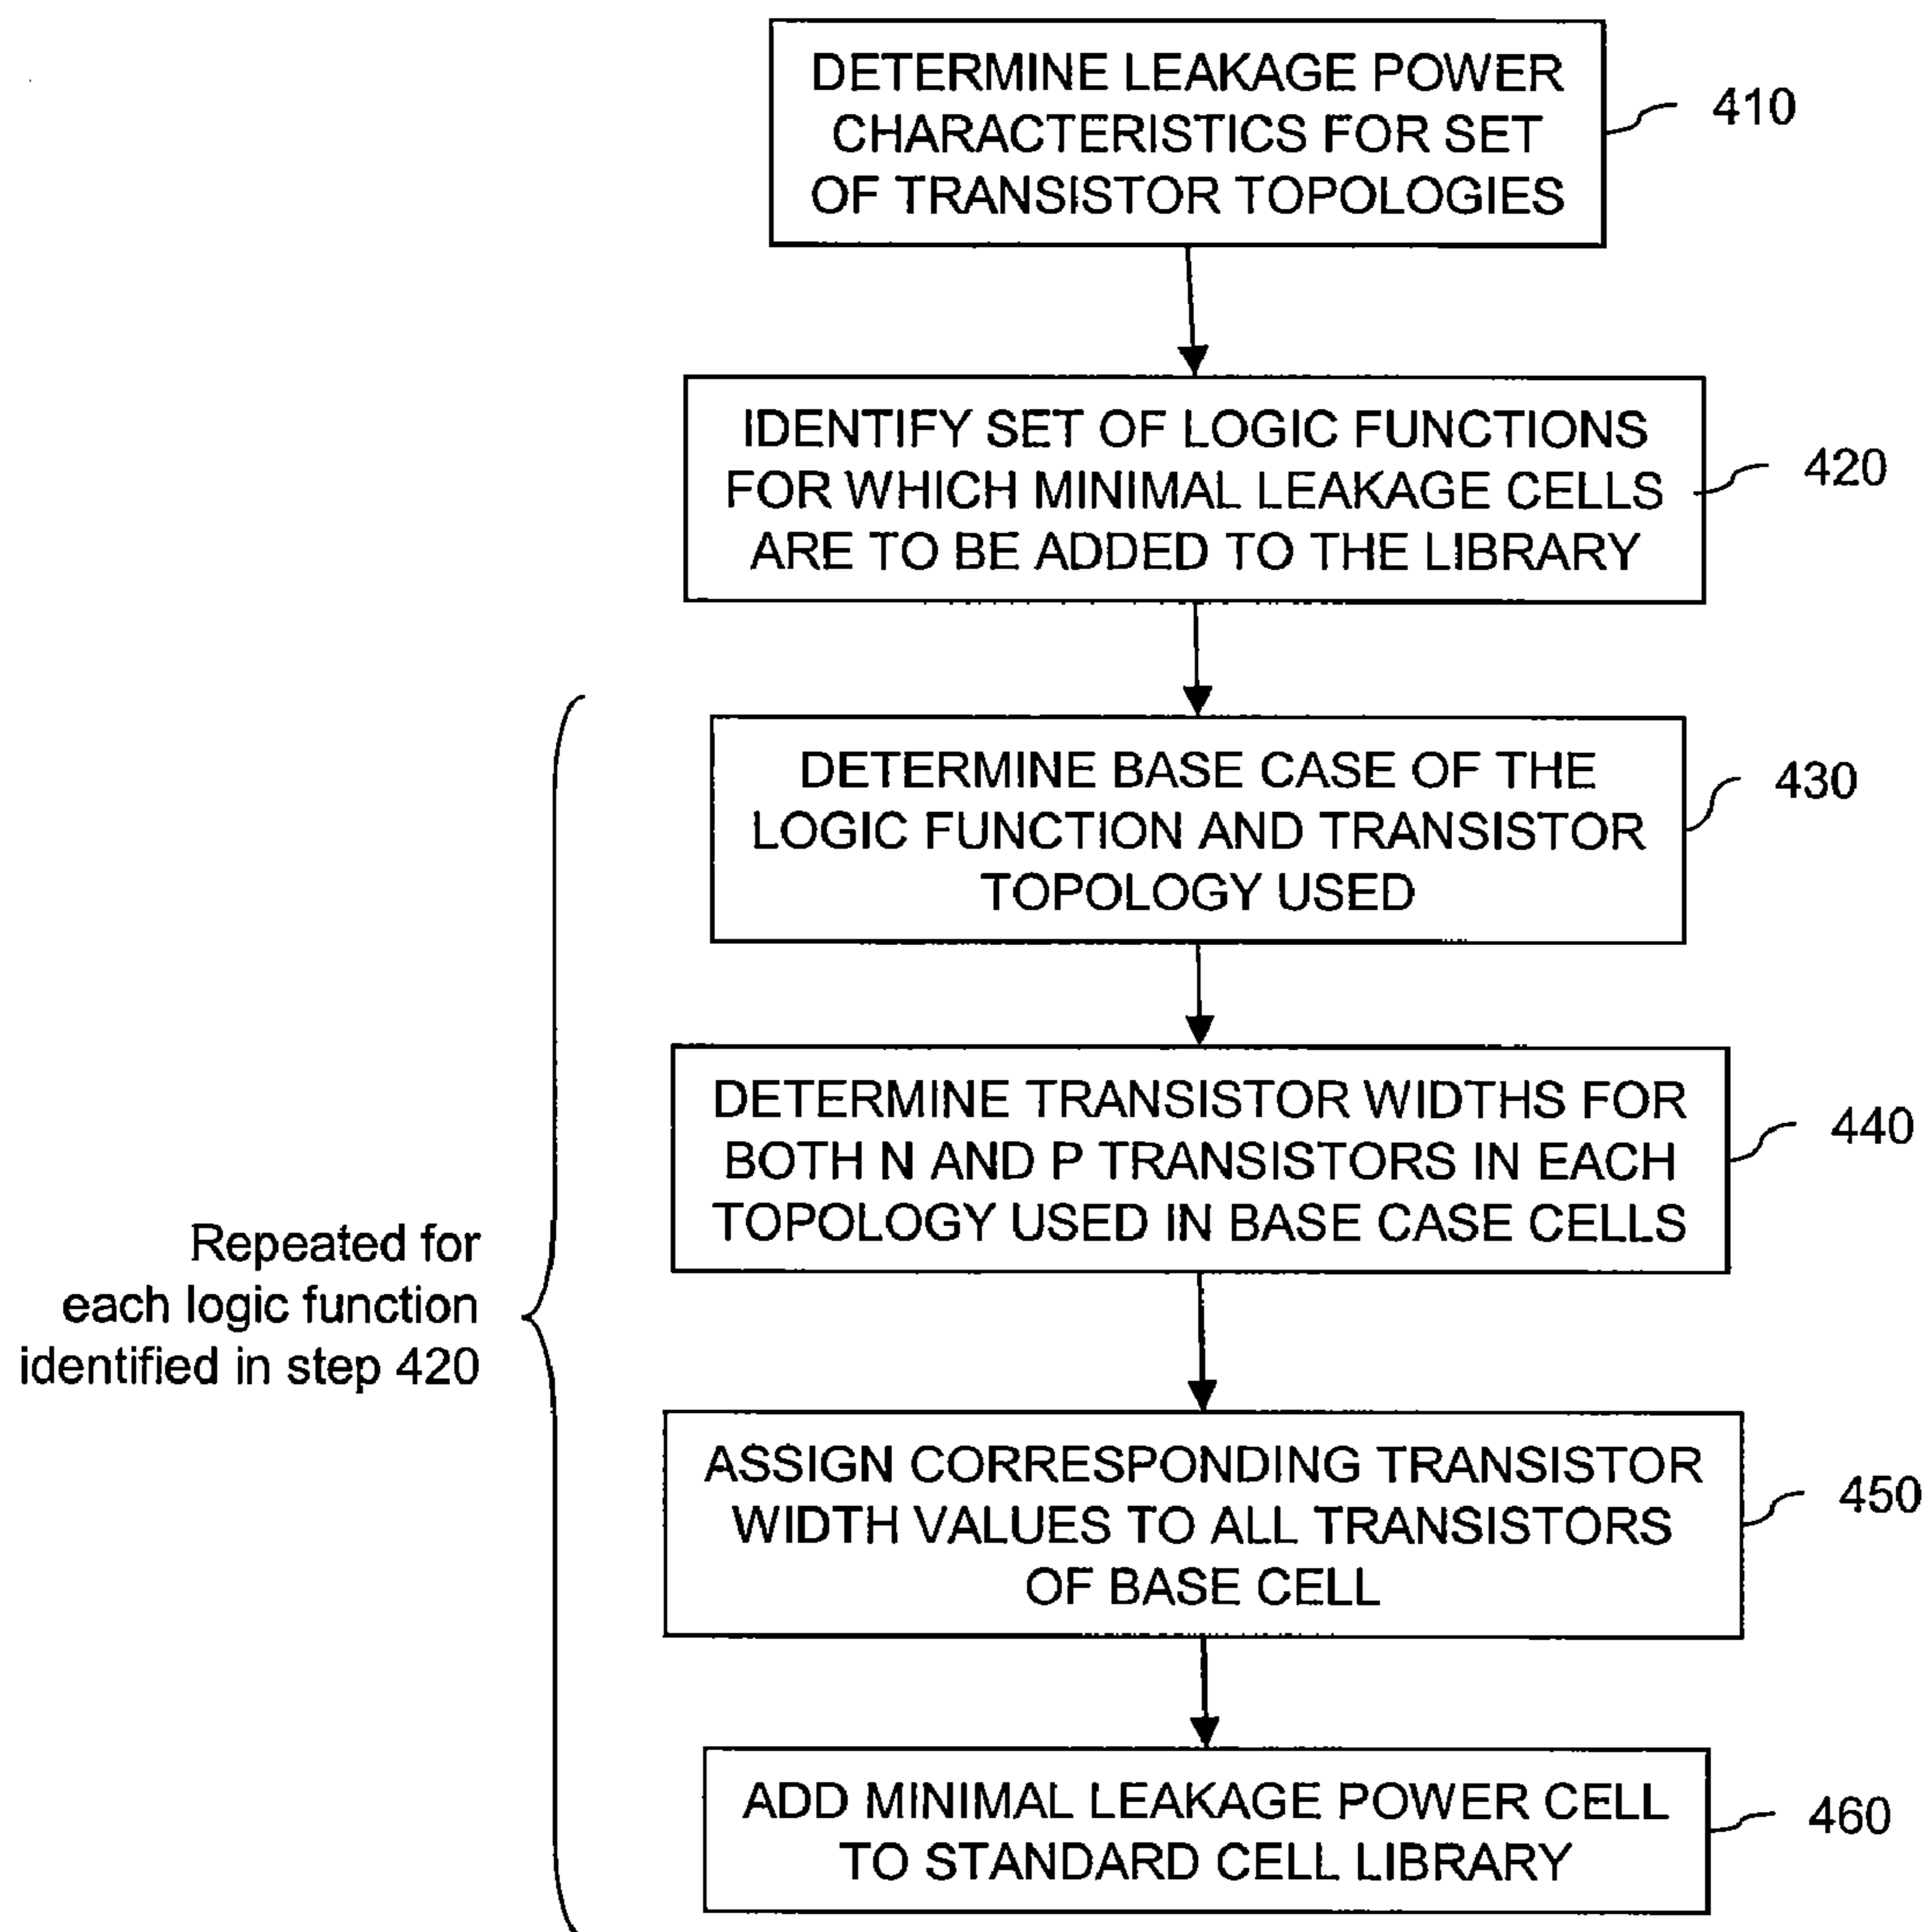 DETERMINE LEAKAGE POWER
CHARACTERISTICS FOR SET
OF TRANSISTOR TOPOLOGIES
410
IDENTIFY SET OF LOGIC FUNCTIONS
FOR WHICH MINIMAL LEAKAGE CELLS
ARE TO BE ADDED TO THE LIBRARY
420
DETERMINE BASE CASE OF THE
LOGIC FUNCTION AND TRANSISTOR
TOPOLOGY USED
430
DETERMINE TRANSISTOR WIDTHS FOR
BOTH N AND P TRANSISTORS IN EACH
TOPOLOGY USED IN BASE CASE CELLS
440
Repeated for
each logic function
identified in step 420
ASSIGN CORRESPONDING TRANSISTOR
WIDTH VALUES TO ALL TRANSISTORS
OF BASE CELL
450
ADD MINIMAL LEAKAGE POWER CELL
TO STANDARD CELL LIBRARY
460